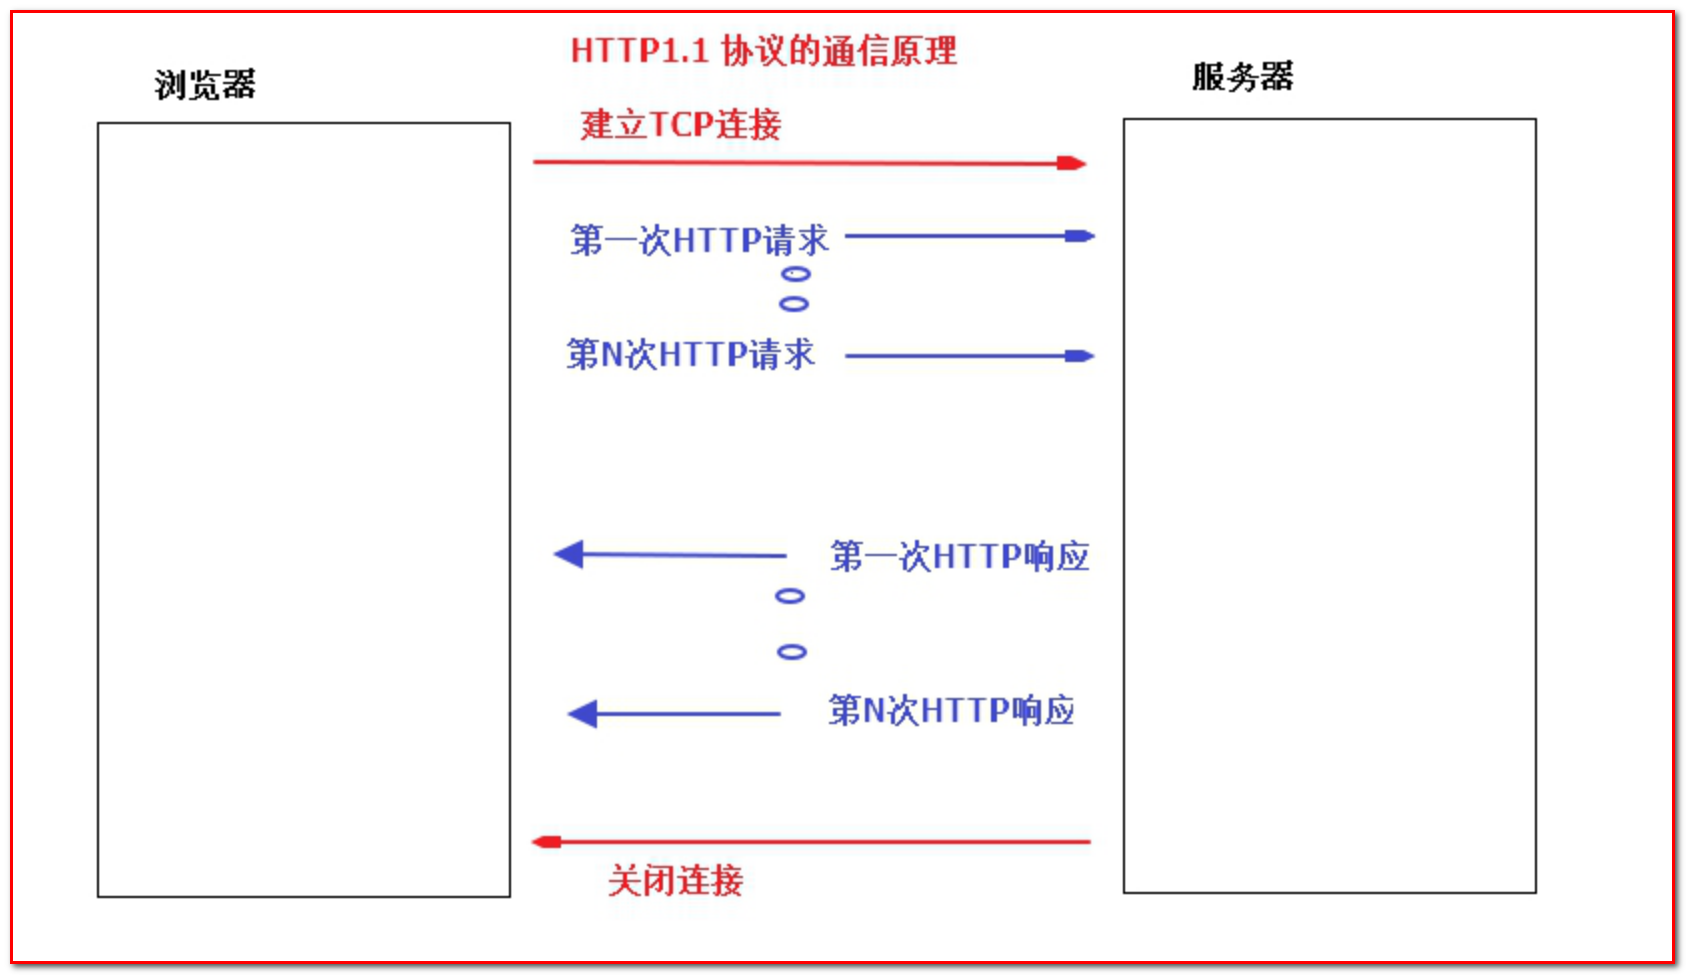 HTTP1.1 协议的通信原理
浏览器
服务器
建立TCP连接
第一次HTTP请求
第N次HTTP请求
第一次HTTP响应
第N次HTTP响应
关闭连接